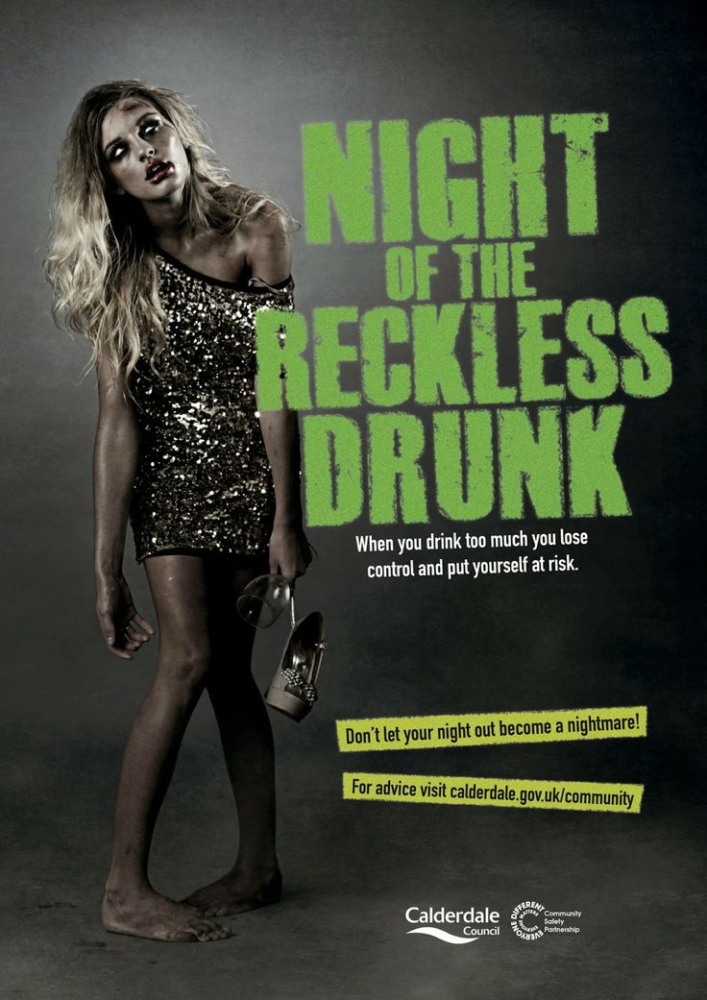 NIGHT
OF THE
RECKLESS
DRUNK
When you drink too much you lose
control and put yourself at risk.
Don't let your night out become a nightmare!
For advice visit calderdale.gov.uk/community
Calderdale
Council
EVERYONE DIFFERENT
EVERYONE MATTERS
Community
Safety
Partnership